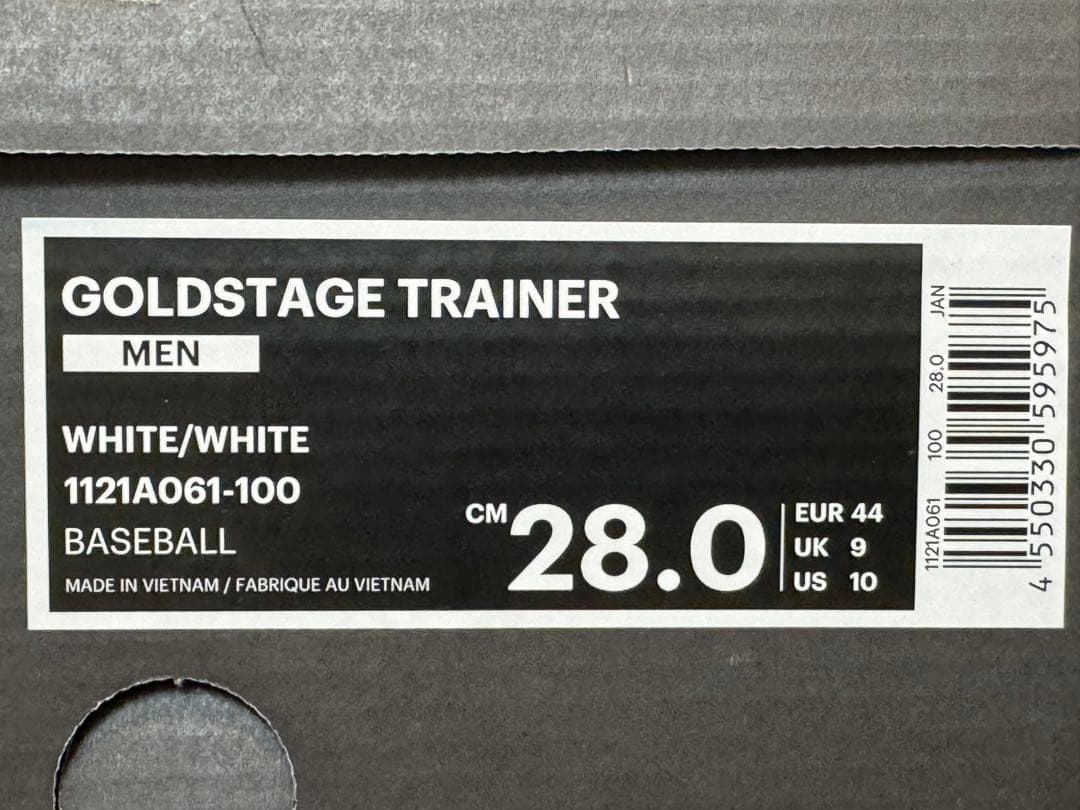 GOLDSTAGE TRAINER
MEN
WHITE/WHITE
1121A061-100
BASEBALL
MADE IN VIETNAM / FABRIQUE AU VIETNAM
CM 28.0
EUR 44
UK 9
US 10
1121A061 100 28.0 JAN
4 550330 595975